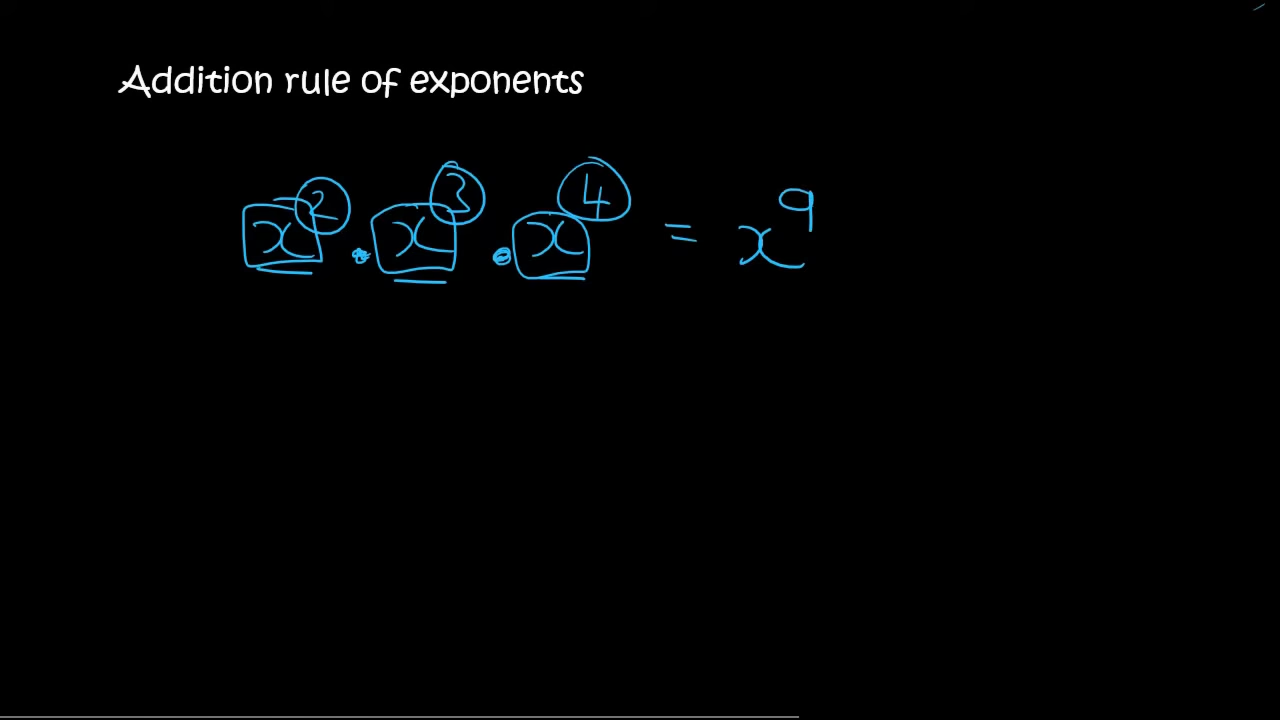 Addition rule of exponents
x² · x³ · x⁴ = x⁹